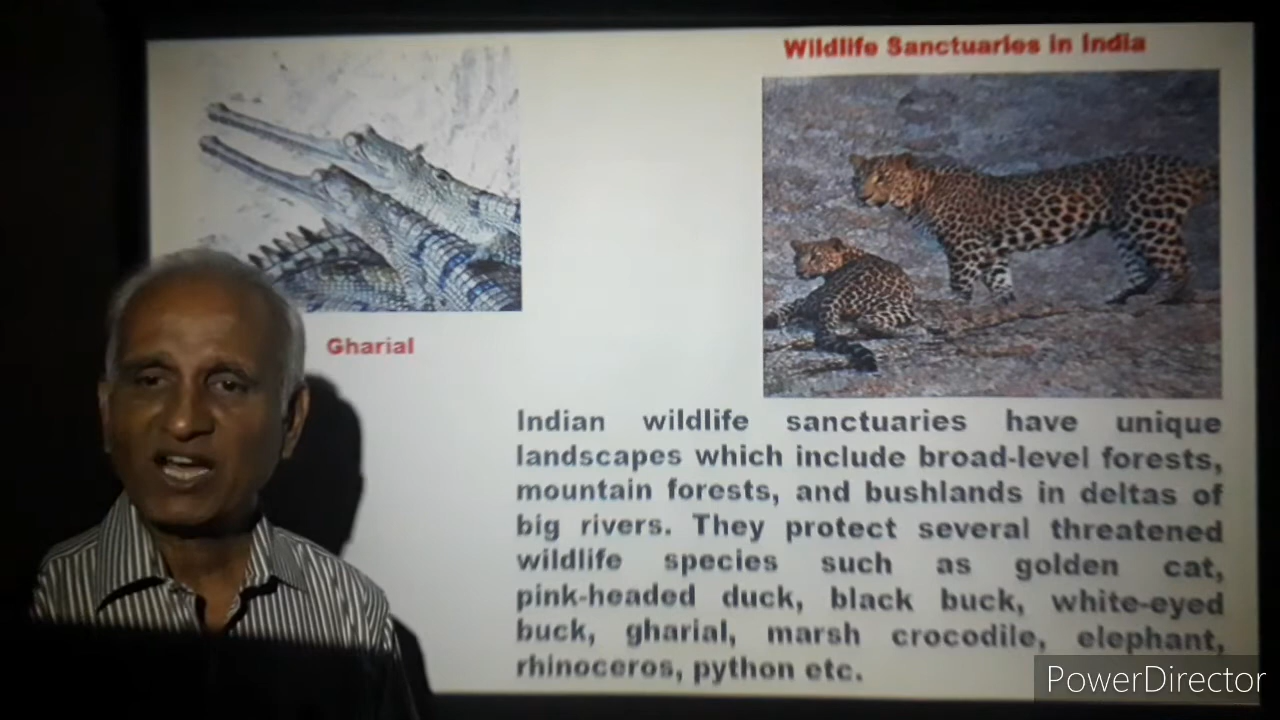 Wildlife Sanctuaries in India
Gharial
Indian wildlife sanctuaries have unique
landscapes which include broad-level forests,
mountain forests, and bushlands in deltas of
big rivers. They protect several threatened
wildlife species such as golden cat,
pink-headed duck, black buck, white-eyed
buck, gharial, marsh crocodile, elephant,
rhinoceros, python etc.
PowerDirector